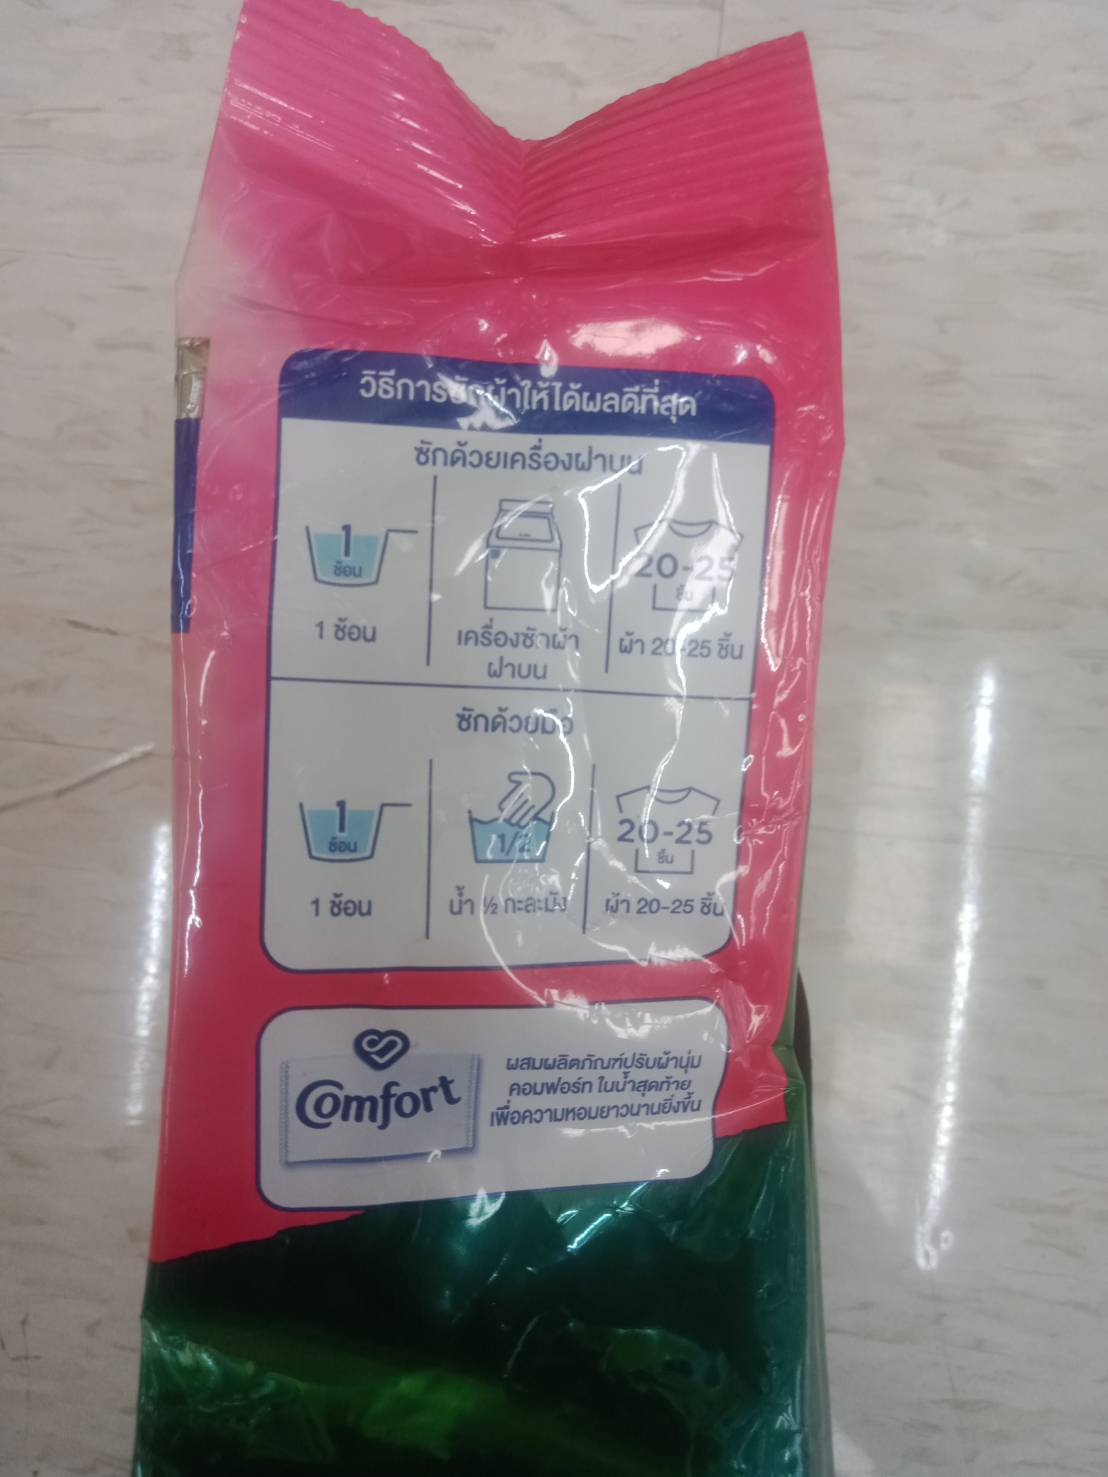 วิธีการซักผ้าให้ได้ผลดีที่สุด
ซักด้วยเครื่องฝาบน
1
ช้อน
20-25
ชิ้น
1 ช้อน
เครื่องซักผ้า
ฝาบน
ผ้า 20-25 ชิ้น
ซักด้วยมือ
1
ช้อน
1/2
20-25
ชิ้น
1 ช้อน
น้ำ ½ กะละมัง
ผ้า 20-25 ชิ้น
Comfort
ผสมผลิตภัณฑ์ปรับผ้านุ่ม
คอมฟอร์ท ในน้ำสุดท้าย
เพื่อความหอมยาวนานยิ่งขึ้น